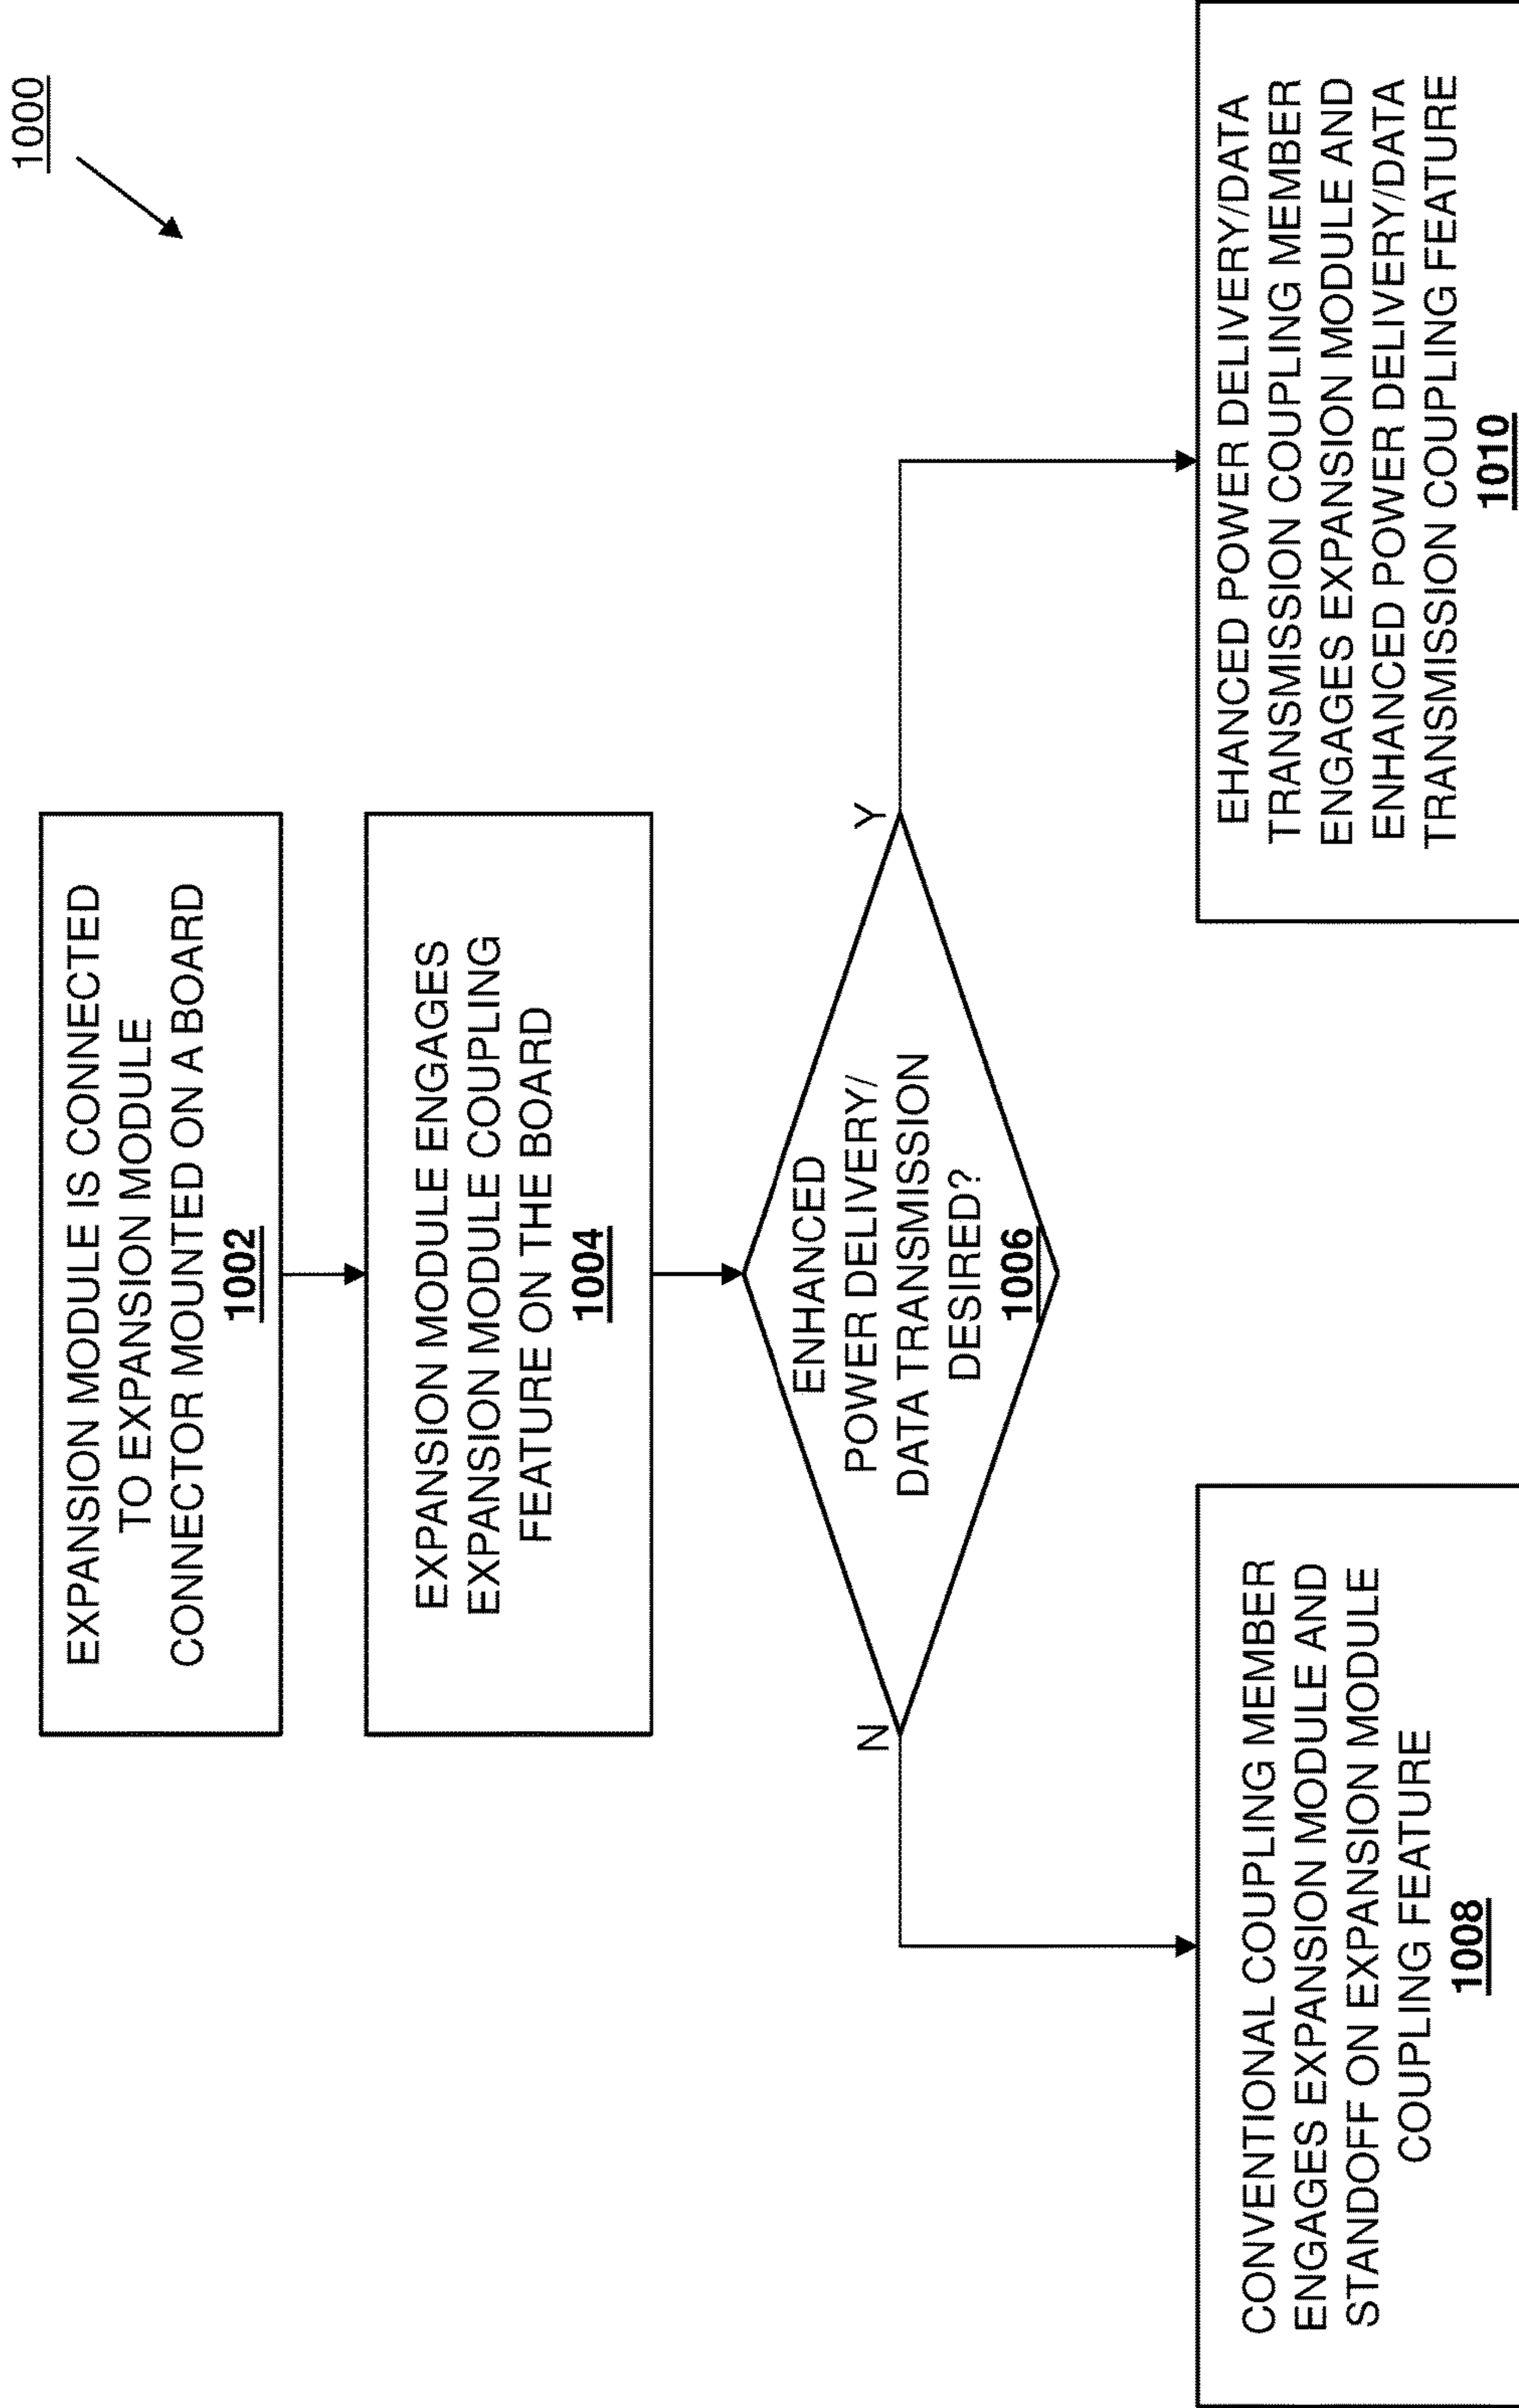 1000
EXPANSION MODULE IS CONNECTED
TO EXPANSION MODULE
CONNECTOR MOUNTED ON A BOARD
1002
EXPANSION MODULE ENGAGES
EXPANSION MODULE COUPLING
FEATURE ON THE BOARD
1004
ENHANCED
POWER DELIVERY/
DATA TRANSMISSION
DESIRED?
1006
N
Y
CONVENTIONAL COUPLING MEMBER
ENGAGES EXPANSION MODULE AND
STANDOFF ON EXPANSION MODULE
COUPLING FEATURE
1008
EHANCED POWER DELIVERY/DATA
TRANSMISSION COUPLING MEMBER
ENGAGES EXPANSION MODULE AND
ENHANCED POWER DELIVERY/DATA
TRANSMISSION COUPLING FEATURE
1010